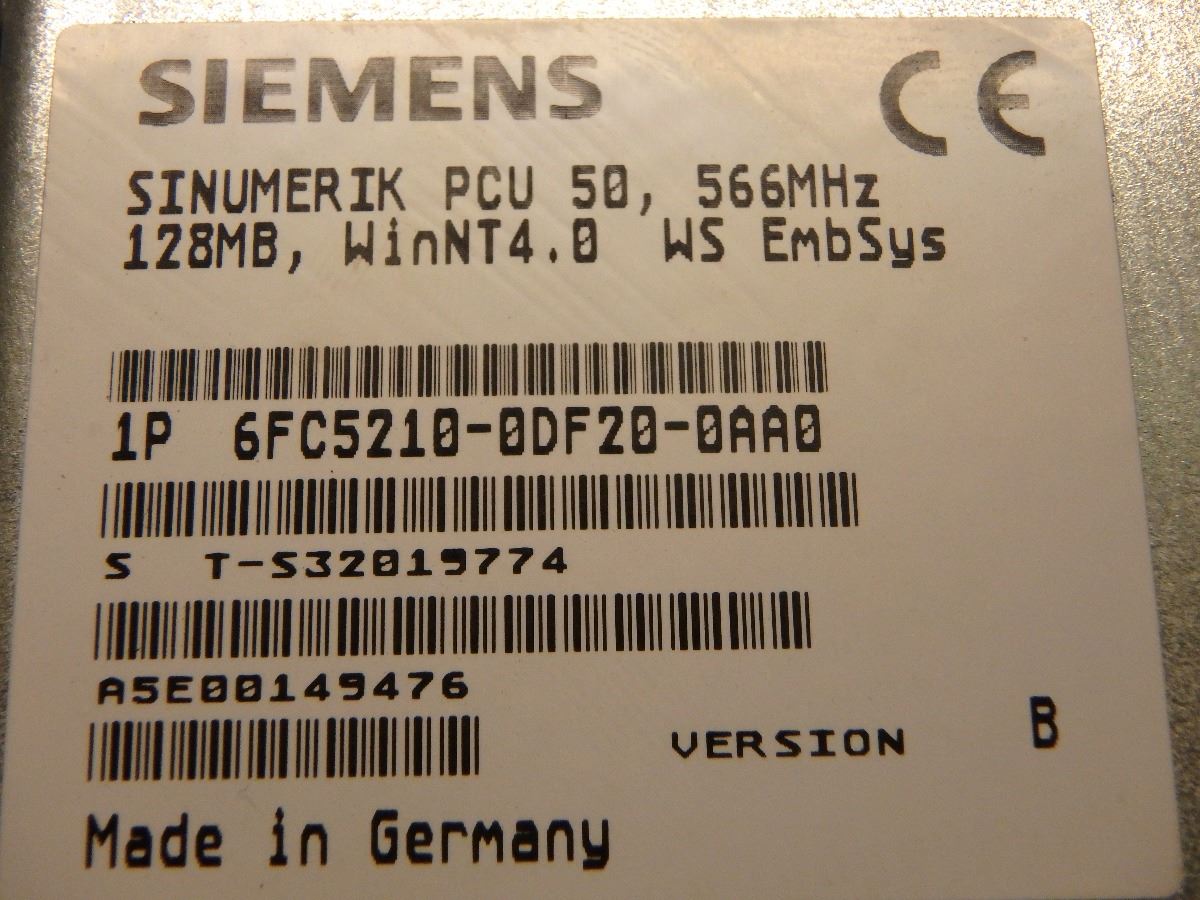 SIEMENS CE
SINUMERIK PCU 50, 566MHz
128MB, WinNT4.0 WS EmbSys
1P 6FC5210-0DF20-0AA0
S T-S32019774
A5E00149476
VERSION B
Made in Germany